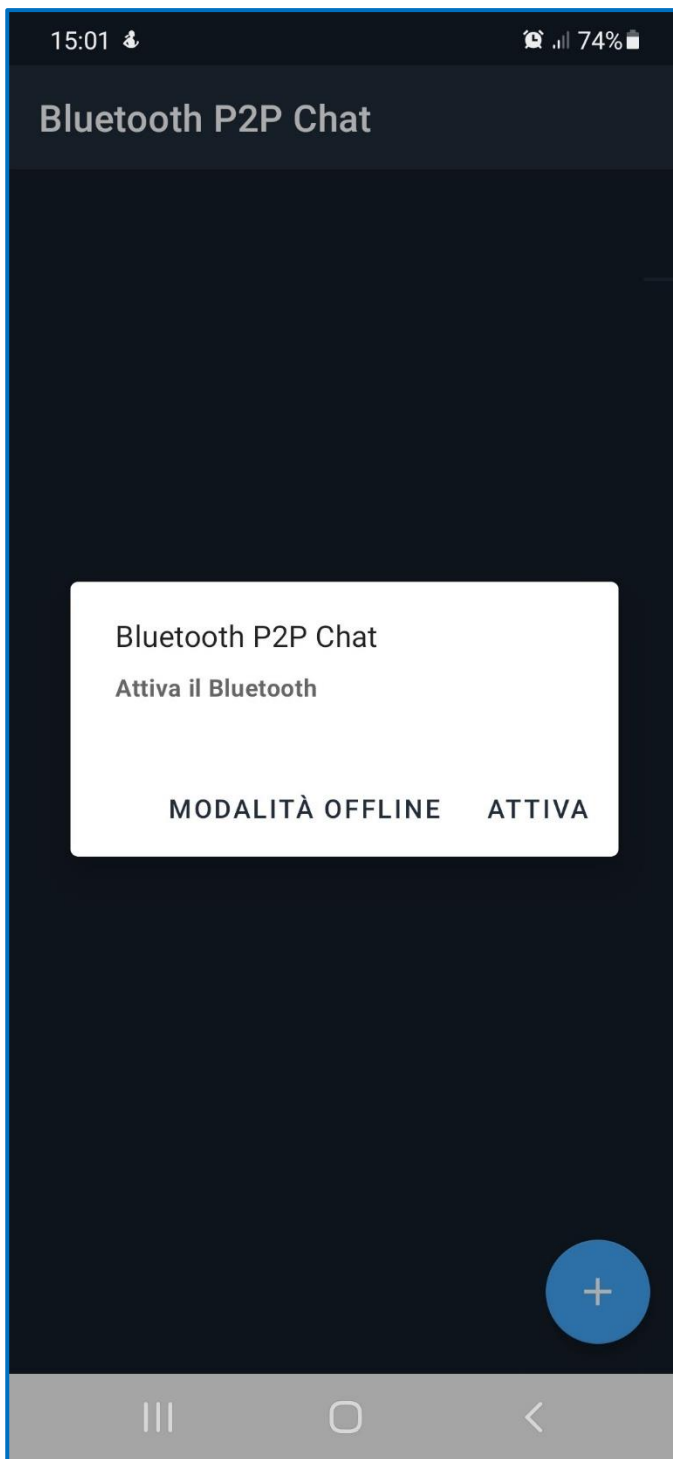 15:01 74%
Bluetooth P2P Chat
Bluetooth P2P Chat
Attiva il Bluetooth
MODALITÀ OFFLINE ATTIVA
+